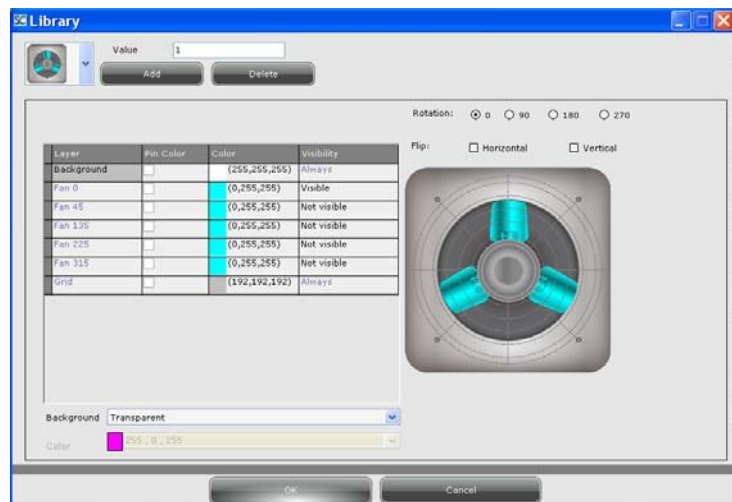 Library
Value 1
Add Delete
Rotation: 0 90 180 270
Flip: Horizontal Vertical
Layer Pin Color Color Visibility
Background (255,255,255) Always
Fan 0 (0,255,255) Visible
Fan 45 (0,255,255) Not visible
Fan 135 (0,255,255) Not visible
Fan 225 (0,255,255) Not visible
Fan 315 (0,255,255) Not visible
Grid (192,192,192) Always
Background Transparent
Color 255 , 0 , 255
OK Cancel